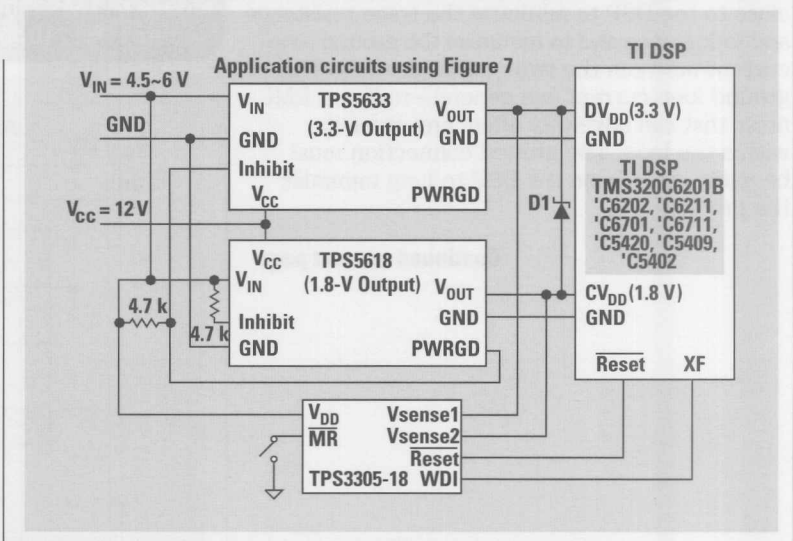 TI DSP
Application circuits using Figure 7
V_IN = 4.5~6 V
GND
V_CC = 12 V
V_IN
TPS5633
(3.3-V Output)
V_OUT
GND
GND
Inhibit
PWRGD
V_CC
DV_DD (3.3 V)
GND
TI DSP
TMS320C6201B
'C6202, 'C6211,
'C6701, 'C6711,
'C5420, 'C5409,
'C5402
D1
V_CC
TPS5618
V_IN
(1.8-V Output)
V_OUT
4.7 k
4.7 k
Inhibit
GND
GND
PWRGD
CV_DD (1.8 V)
GND
Reset
XF
V_DD
Vsense1
MR
Vsense2
Reset
TPS3305-18
WDI